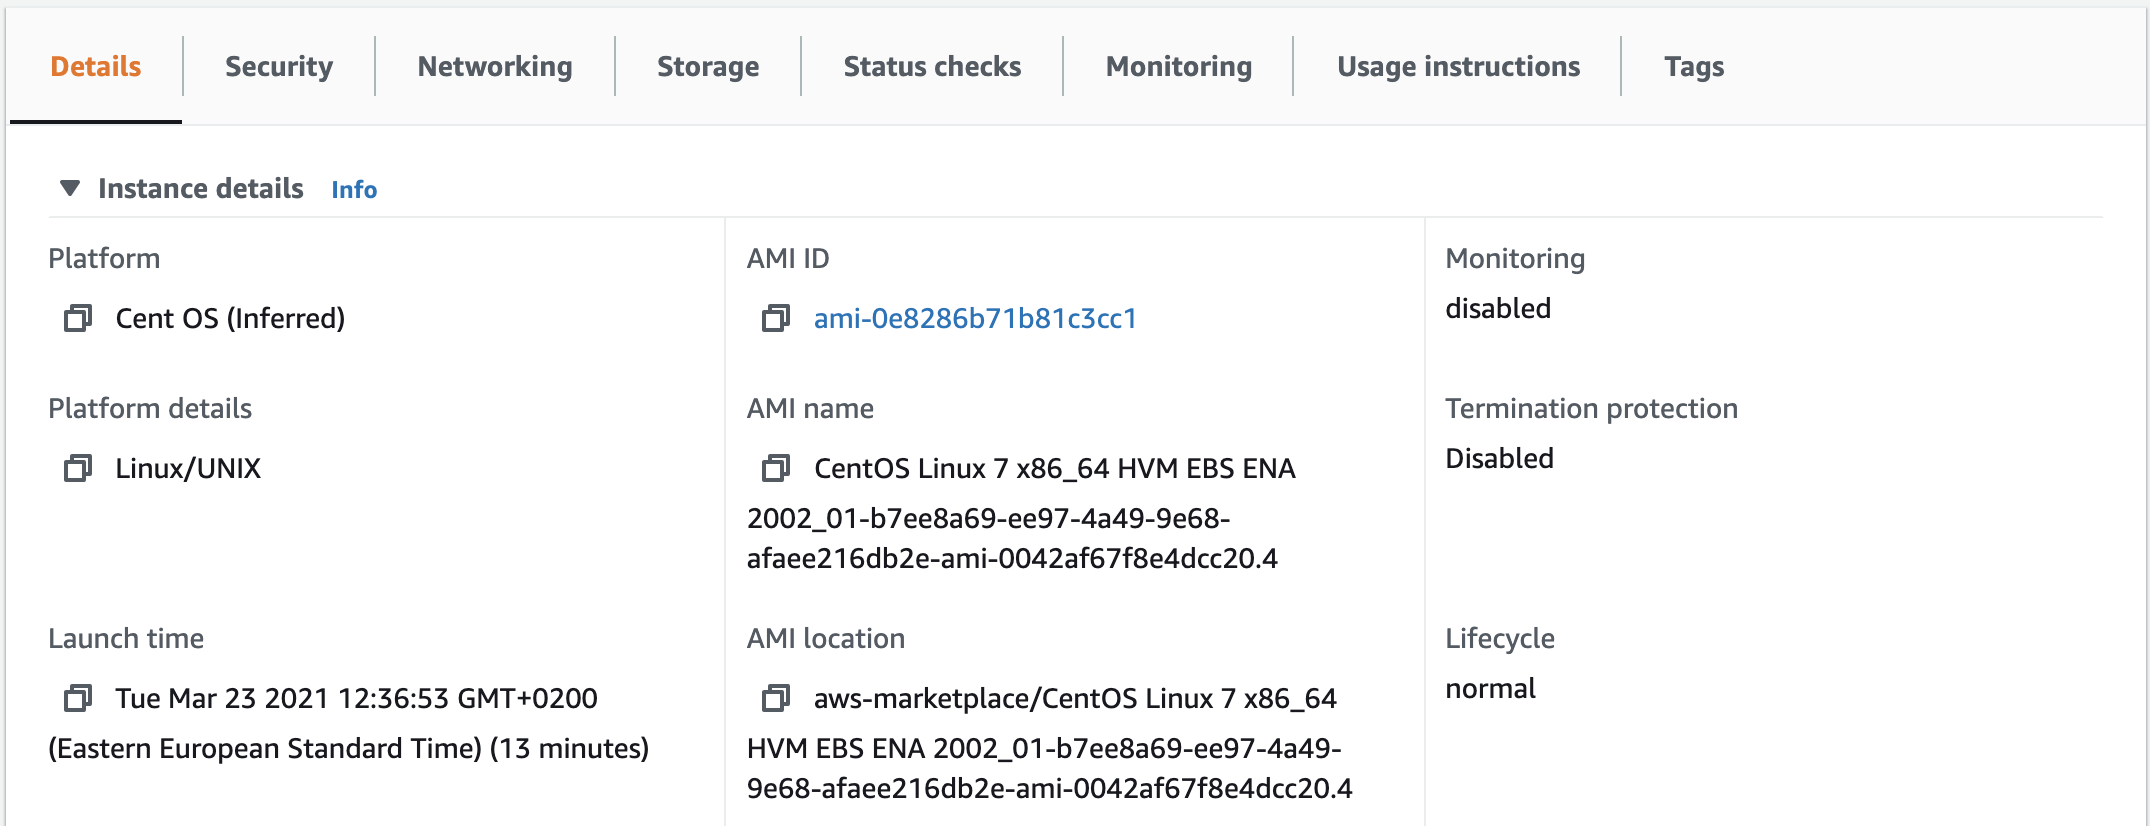 Details
Security
Networking
Storage
Status checks
Monitoring
Usage instructions
Tags
Instance details Info
Platform
Cent OS (Inferred)
AMI ID
ami-0e8286b71b81c3cc1
Monitoring
disabled
Platform details
Linux/UNIX
AMI name
CentOS Linux 7 x86_64 HVM EBS ENA
2002_01-b7ee8a69-ee97-4a49-9e68-
afaee216db2e-ami-0042af67f8e4dcc20.4
Termination protection
Disabled
Launch time
Tue Mar 23 2021 12:36:53 GMT+0200
(Eastern European Standard Time) (13 minutes)
AMI location
aws-marketplace/CentOS Linux 7 x86_64
HVM EBS ENA 2002_01-b7ee8a69-ee97-4a49-
9e68-afaee216db2e-ami-0042af67f8e4dcc20.4
Lifecycle
normal